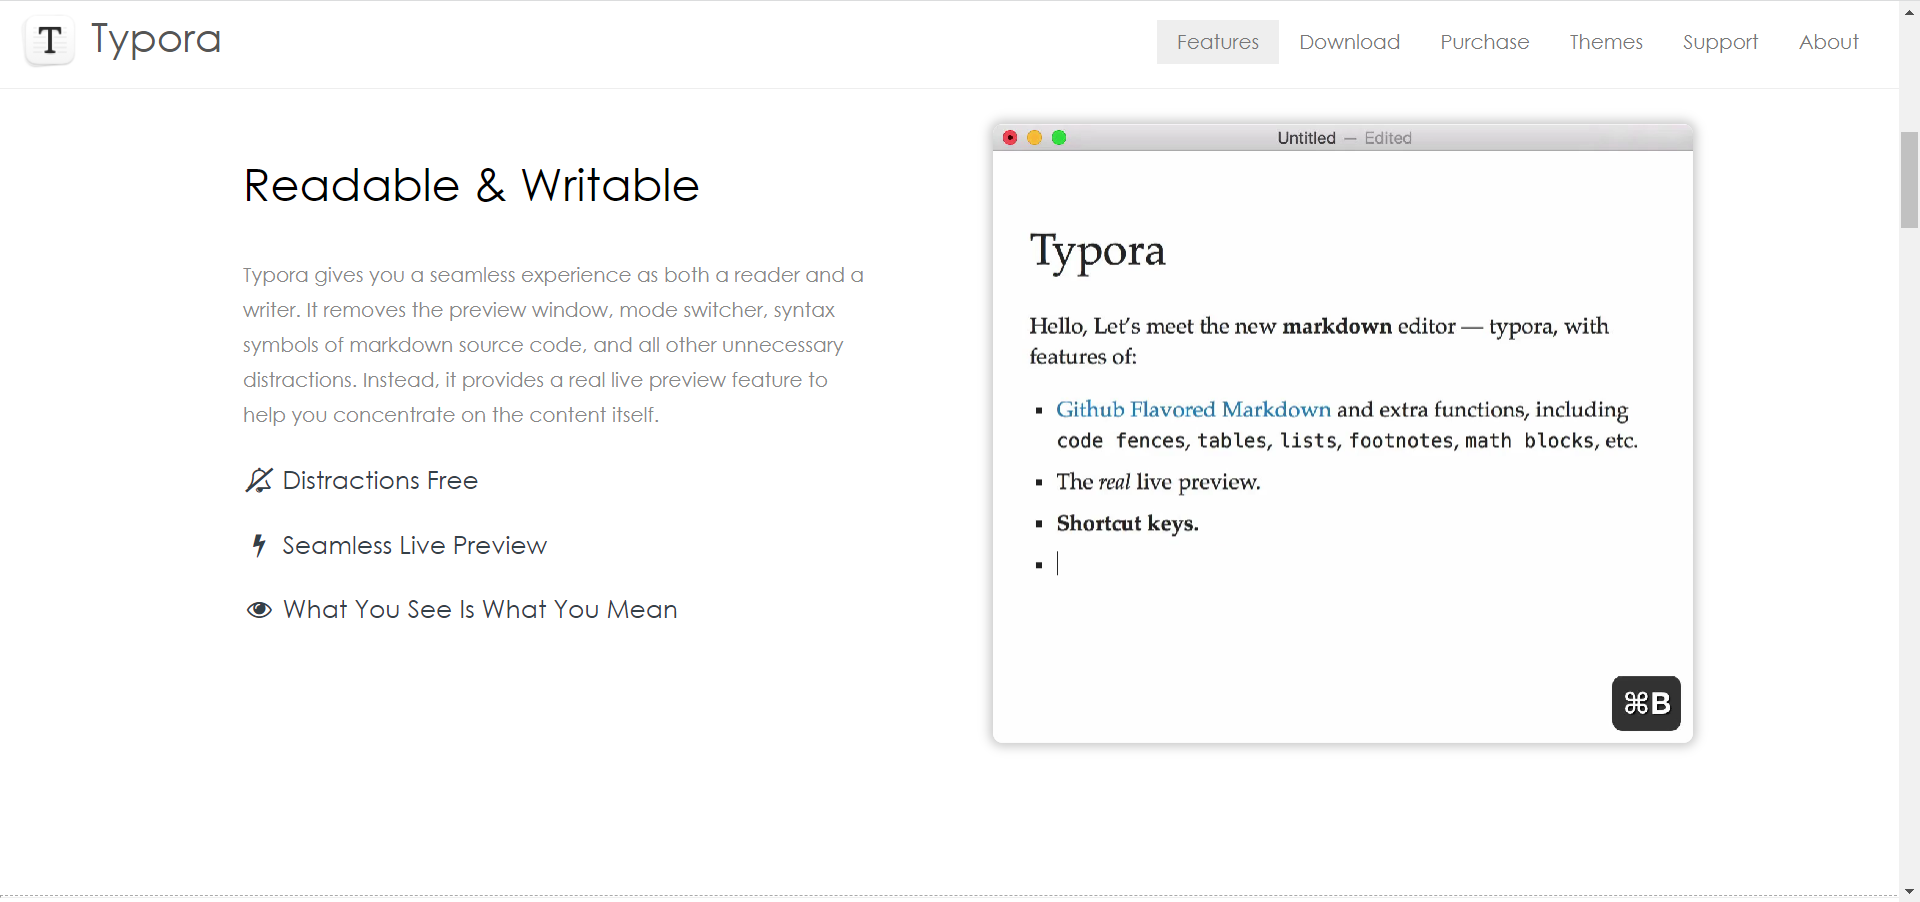 T Typora
Features Download Purchase Themes Support About
Readable & Writable
Typora gives you a seamless experience as both a reader and a
writer. It removes the preview window, mode switcher, syntax
symbols of markdown source code, and all other unnecessary
distractions. Instead, it provides a real live preview feature to
help you concentrate on the content itself.
Distractions Free
Seamless Live Preview
What You See Is What You Mean
Untitled — Edited
Typora
Hello, Let’s meet the new markdown editor — typora, with
features of:
▪ Github Flavored Markdown and extra functions, including
code fences, tables, lists, footnotes, math blocks, etc.
▪ The real live preview.
▪ Shortcut keys.
▪
⌘B